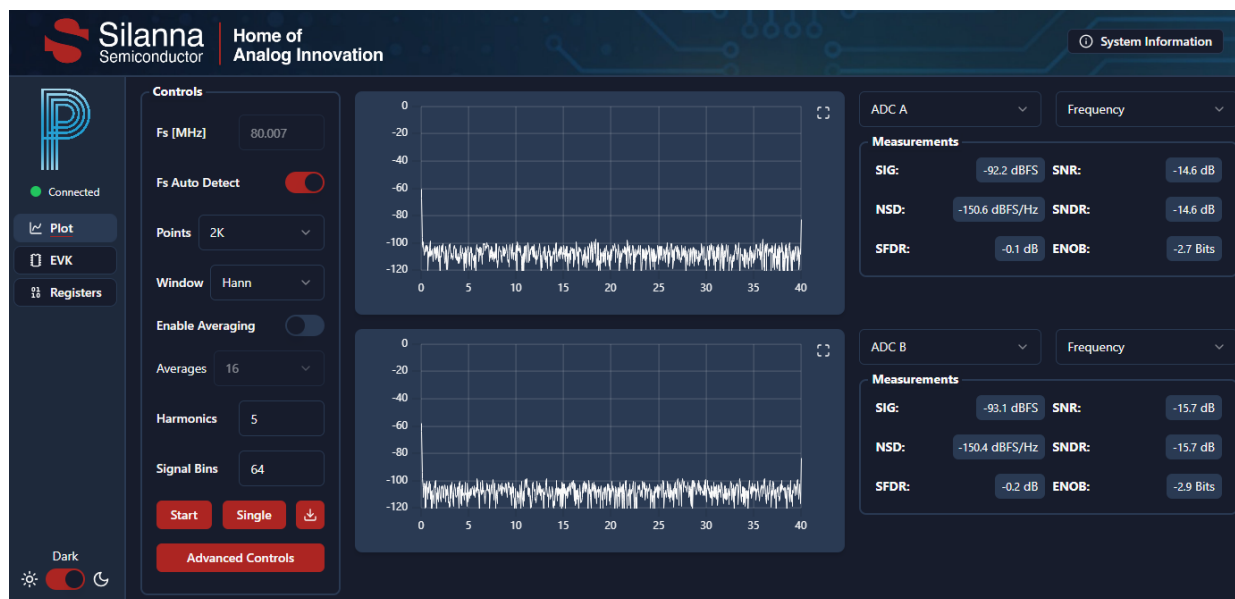 Silanna
Semiconductor
Home of
Analog Innovation
System Information
Connected
Plot
EVK
Registers
Dark
Controls
Fs [MHz] 80.007
Fs Auto Detect
Points 2K
Window Hann
Enable Averaging
Averages 16
Harmonics 5
Signal Bins 64
Start Single
Advanced Controls
0
-20
-40
-60
-80
-100
-120
0 5 10 15 20 25 30 35 40
ADC A Frequency
Measurements
SIG: -92.2 dBFS SNR: -14.6 dB
NSD: -150.6 dBFS/Hz SNDR: -14.6 dB
SFDR: -0.1 dB ENOB: -2.7 Bits
0
-20
-40
-60
-80
-100
-120
0 5 10 15 20 25 30 35 40
ADC B Frequency
Measurements
SIG: -93.1 dBFS SNR: -15.7 dB
NSD: -150.4 dBFS/Hz SNDR: -15.7 dB
SFDR: -0.2 dB ENOB: -2.9 Bits